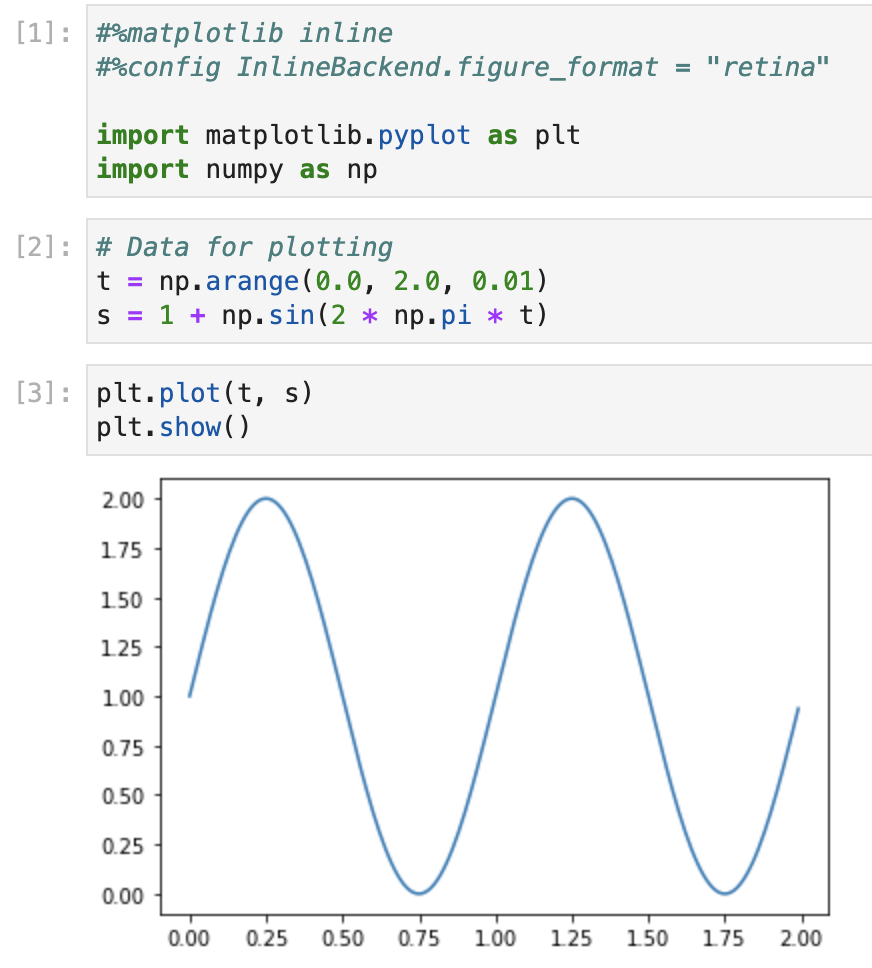 [1]: #%matplotlib inline
#%config InlineBackend.figure_format = "retina"
import matplotlib.pyplot as plt
import numpy as np
[2]: # Data for plotting
t = np.arange(0.0, 2.0, 0.01)
s = 1 + np.sin(2 * np.pi * t)
[3]: plt.plot(t, s)
plt.show()
2.00
1.75
1.50
1.25
1.00
0.75
0.50
0.25
0.00
0.00 0.25 0.50 0.75 1.00 1.25 1.50 1.75 2.00